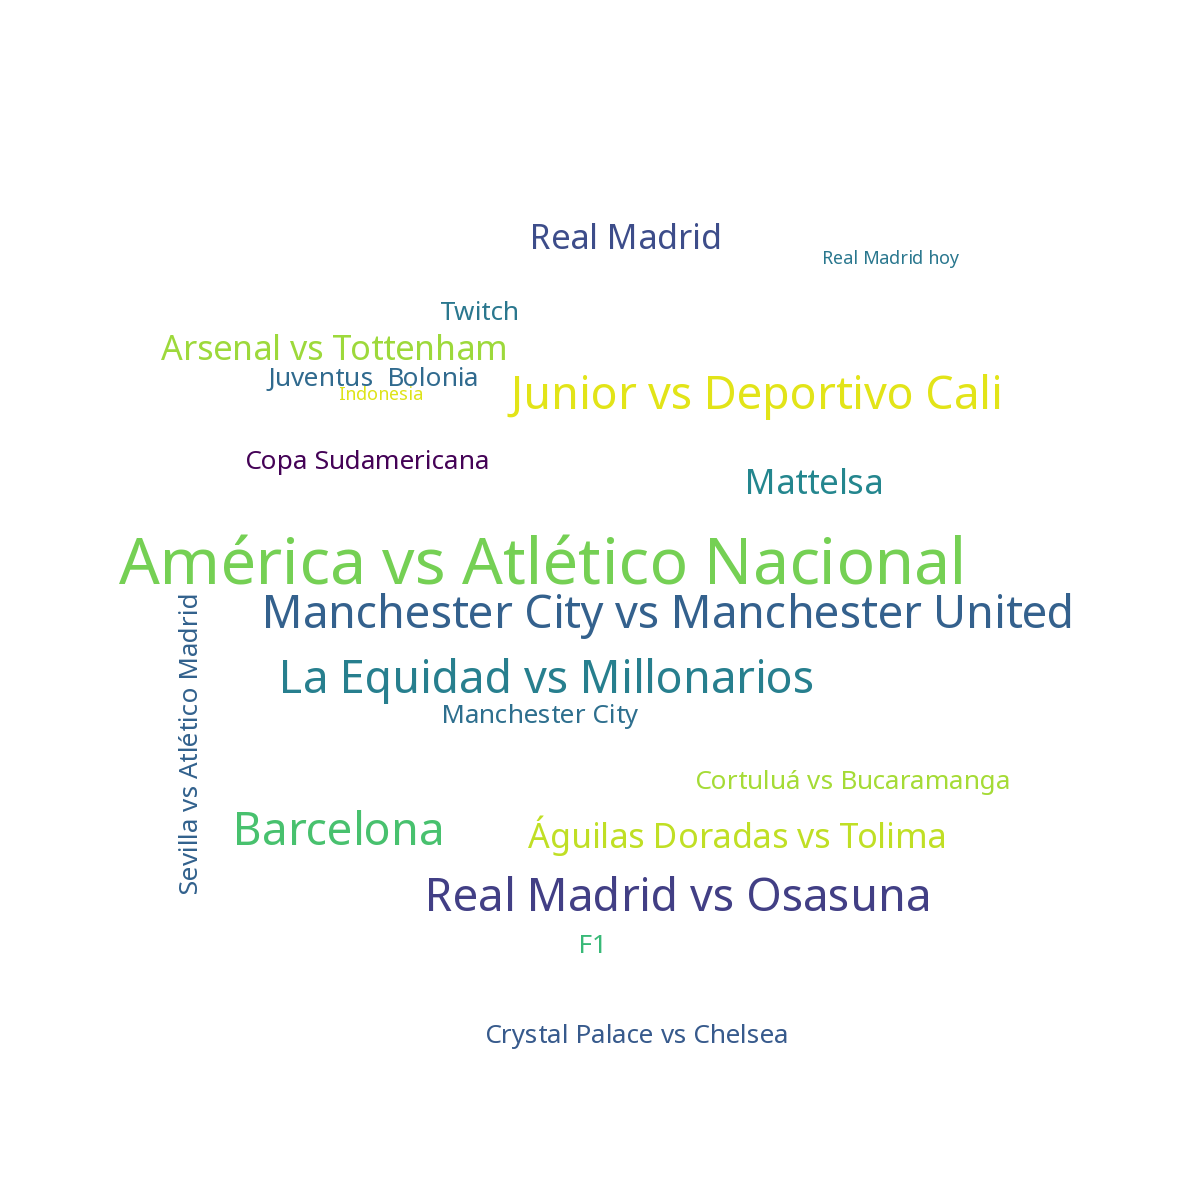 Real Madrid
Real Madrid hoy
Twitch
Arsenal vs Tottenham
Juventus  Bolonia
Indonesia
Junior vs Deportivo Cali
Copa Sudamericana
Mattelsa
América vs Atlético Nacional
Manchester City vs Manchester United
Sevilla vs Atlético Madrid
La Equidad vs Millonarios
Manchester City
Cortuluá vs Bucaramanga
Barcelona
Águilas Doradas vs Tolima
Real Madrid vs Osasuna
F1
Crystal Palace vs Chelsea